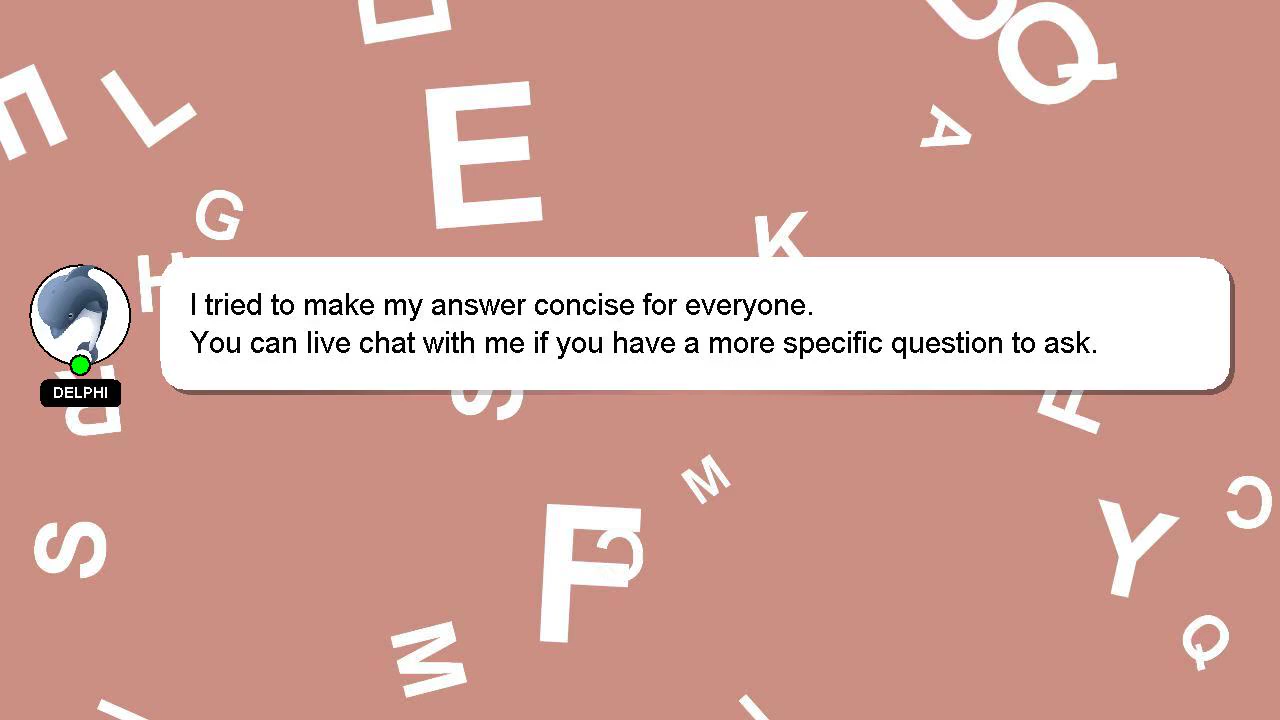 E
L
E
Q
A
G
K
H
I tried to make my answer concise for everyone.
You can live chat with me if you have a more specific question to ask.
DELPHI
R
S
F
M
C
S
F
G
Y
M
Q